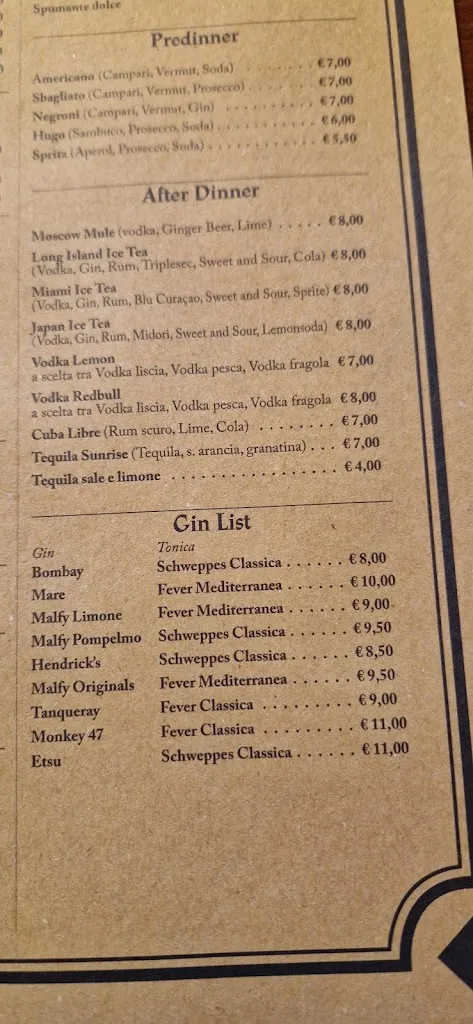 Spumante dolce
Predinner
Americano (Campari, Vermut, Soda) . . . . . . . . . . . . € 7,00
Sbagliato (Campari, Vermut, Prosecco) . . . . . . . . . . € 7,00
Negroni (Campari, Vermut, Gin) . . . . . . . . . . . € 7,00
Hugo (Sambuco, Prosecco, Soda) . . . . . . . . . . . . € 6,00
Spritz (Aperol, Prosecco, Soda) . . . . . . . . . . . . . € 5,50
After Dinner
Moscow Mule (vodka, Ginger Beer, Lime) . . . . . € 8,00
Long Island Ice Tea
(Vodka, Gin, Rum, Triplesec, Sweet and Sour, Cola) € 8,00
Miami Ice Tea
(Vodka, Gin, Rum, Blu Curaçao, Sweet and Sour, Sprite) € 8,00
Japan Ice Tea
(Vodka, Gin, Rum, Midori, Sweet and Sour, Lemonsoda) € 8,00
Vodka Lemon
a scelta tra Vodka liscia, Vodka pesca, Vodka fragola € 7,00
Vodka Redbull
a scelta tra Vodka liscia, Vodka pesca, Vodka fragola € 8,00
Cuba Libre (Rum scuro, Lime, Cola) . . . . . . . . € 7,00
Tequila Sunrise (Tequila, s. arancia, granatina) . . . € 7,00
Tequila sale e limone . . . . . . . . . . . . . . . . . € 4,00
Gin List
Gin Tonica
Bombay Schweppes Classica . . . . . . € 8,00
Mare Fever Mediterranea . . . . . . € 10,00
Malfy Limone Fever Mediterranea . . . . . . € 9,00
Malfy Pompelmo Schweppes Classica . . . . . . € 9,50
Hendrick's Schweppes Classica . . . . . . € 8,50
Malfy Originals Fever Mediterranea . . . . . . € 9,50
Tanqueray Fever Classica . . . . . . . . . € 9,00
Monkey 47 Fever Classica . . . . . . . . . € 11,00
Etsu Schweppes Classica . . . . . . € 11,00